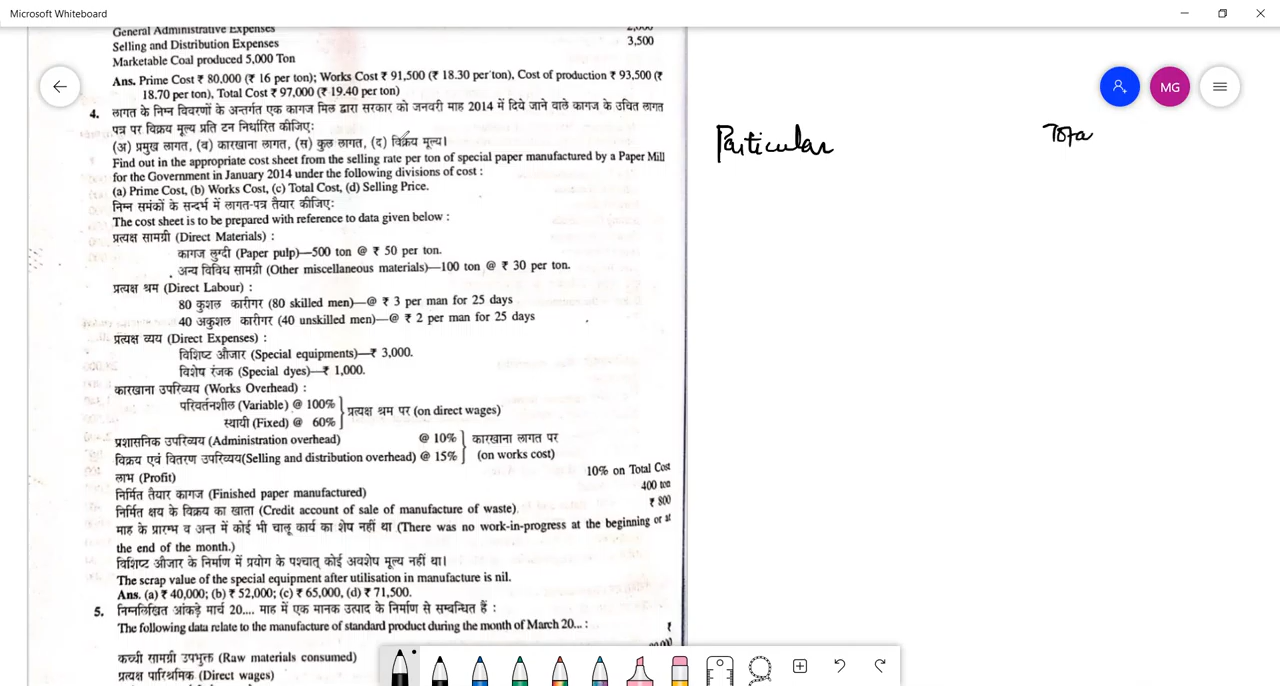 Microsoft Whiteboard
General Administrative Expenses 2,000
Selling and Distribution Expenses 3,500
Marketable Coal produced 5,000 Ton
Ans. Prime Cost ₹ 80,000 (₹ 16 per ton); Works Cost ₹ 91,500 (₹ 18.30 per ton), Cost of production ₹ 93,500 (₹
18.70 per ton), Total Cost ₹ 97,000 (₹ 19.40 per ton)
4. लागत के निम्न विवरणों के अन्तर्गत एक कागज मिल द्वारा सरकार को जनवरी माह 2014 में दिये जाने वाले कागज के उचित लागत
पत्र पर विक्रय मूल्य प्रति टन निर्धारित कीजिए:
(अ) प्रमुख लागत, (ब) कारखाना लागत, (स) कुल लागत, (द) विक्रय मूल्य।
Find out in the appropriate cost sheet from the selling rate per ton of special paper manufactured by a Paper Mill
for the Government in January 2014 under the following divisions of cost :
(a) Prime Cost, (b) Works Cost, (c) Total Cost, (d) Selling Price.
निम्न समंकों के सन्दर्भ में लागत-पत्र तैयार कीजिए:
The cost sheet is to be prepared with reference to data given below :
प्रत्यक्ष सामग्री (Direct Materials) :
कागज लुग्दी (Paper pulp)—500 ton @ ₹ 50 per ton.
अन्य विविध सामग्री (Other miscellaneous materials)—100 ton @ ₹ 30 per ton.
प्रत्यक्ष श्रम (Direct Labour) :
80 कुशल कारीगर (80 skilled men)—@ ₹ 3 per man for 25 days
40 अकुशल कारीगर (40 unskilled men)—@ ₹ 2 per man for 25 days
प्रत्यक्ष व्यय (Direct Expenses) :
विशिष्ट औजार (Special equipments)—₹ 3,000.
विशेष रंजक (Special dyes)—₹ 1,000.
कारखाना उपरिव्यय (Works Overhead) :
परिवर्तनशील (Variable) @ 100%
स्थायी (Fixed) @ 60%
प्रत्यक्ष श्रम पर (on direct wages)
प्रशासनिक उपरिव्यय (Administration overhead) @ 10% कारखाना लागत पर
विक्रय एवं वितरण उपरिव्यय(Selling and distribution overhead) @ 15% (on works cost)
लाभ (Profit) 10% on Total Cost
निर्मित तैयार कागज (Finished paper manufactured) 400 ton
निर्मित क्षय के विक्रय का खाता (Credit account of sale of manufacture of waste) ₹ 800
माह के प्रारम्भ व अन्त में कोई भी चालू कार्य का शेष नहीं था (There was no work-in-progress at the beginning or at
the end of the month.)
विशिष्ट औजार के निर्माण में प्रयोग के पश्चात् कोई अवशेष मूल्य नहीं था।
The scrap value of the special equipment after utilisation in manufacture is nil.
Ans. (a) ₹ 40,000; (b) ₹ 52,000; (c) ₹ 65,000, (d) ₹ 71,500.
5. निम्नलिखित आंकड़े मार्च 20.... माह में एक मानक उत्पाद के निर्माण से सम्बन्धित हैं :
The following data relate to the manufacture of standard product during the month of March 20... :
₹
कच्ची सामग्री उपभुक्त (Raw materials consumed)
प्रत्यक्ष पारिश्रमिक (Direct wages)
Particular Tota
MG